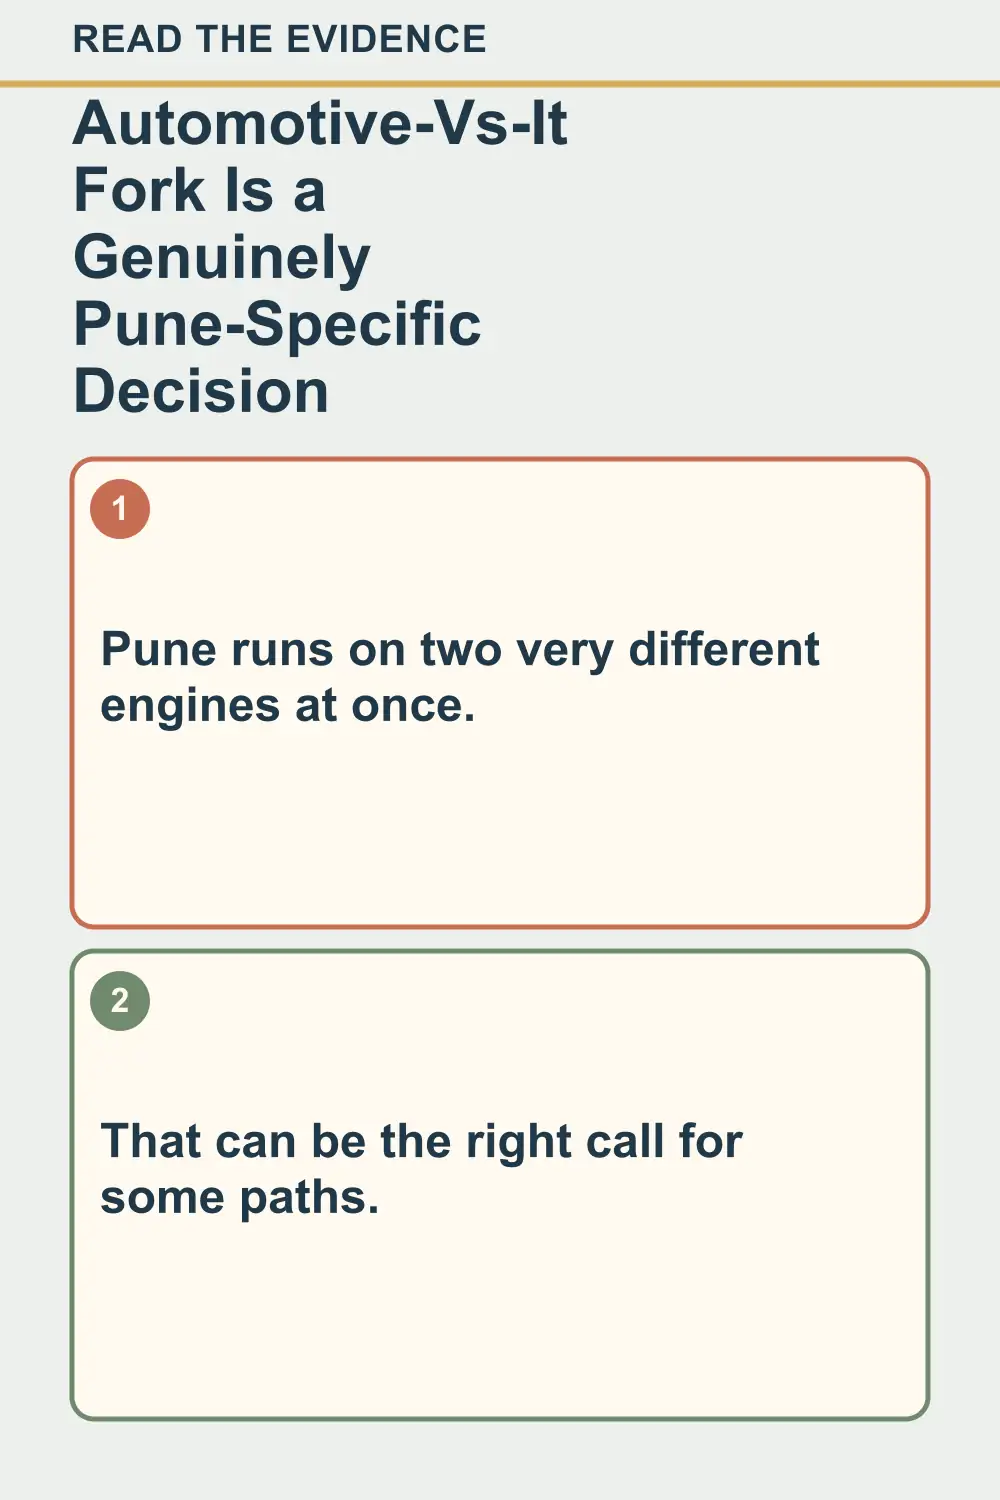 READ THE EVIDENCE
Automotive-Vs-It
Fork Is a
Genuinely
Pune-Specific
Decision
1
Pune runs on two very different
engines at once.
2
That can be the right call for
some paths.